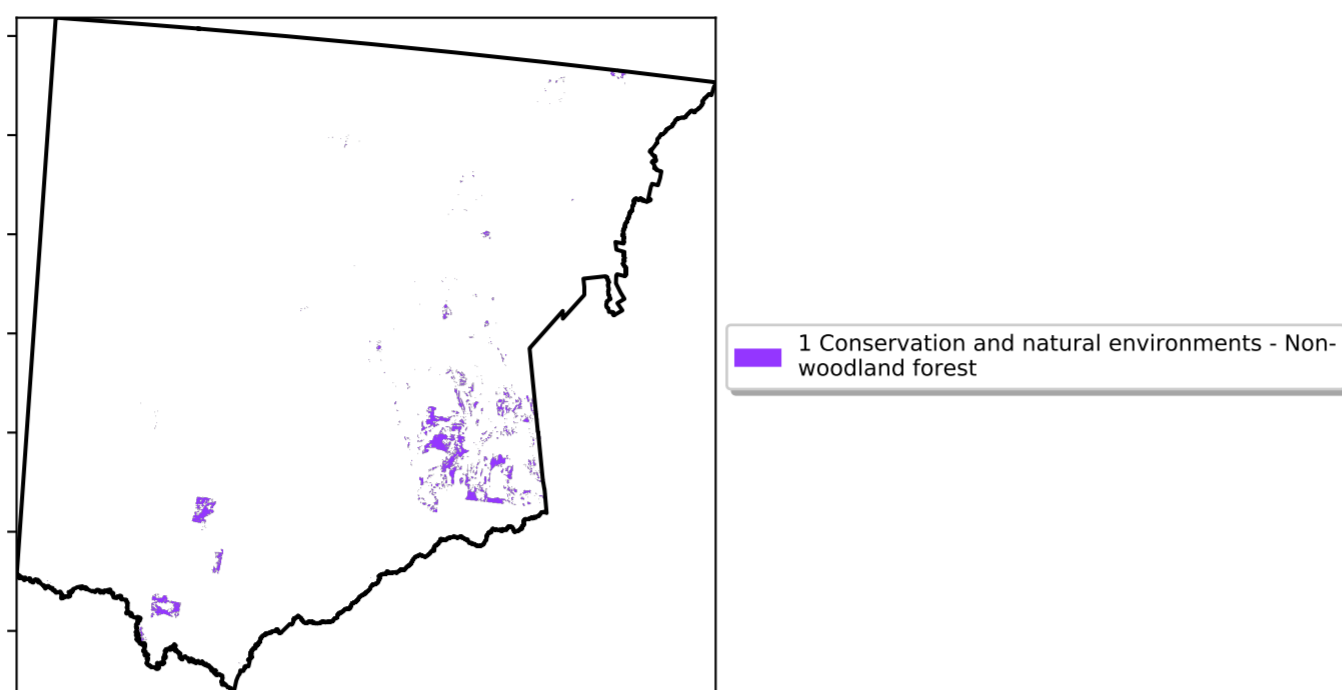 1 Conservation and natural environments - Non-
woodland forest